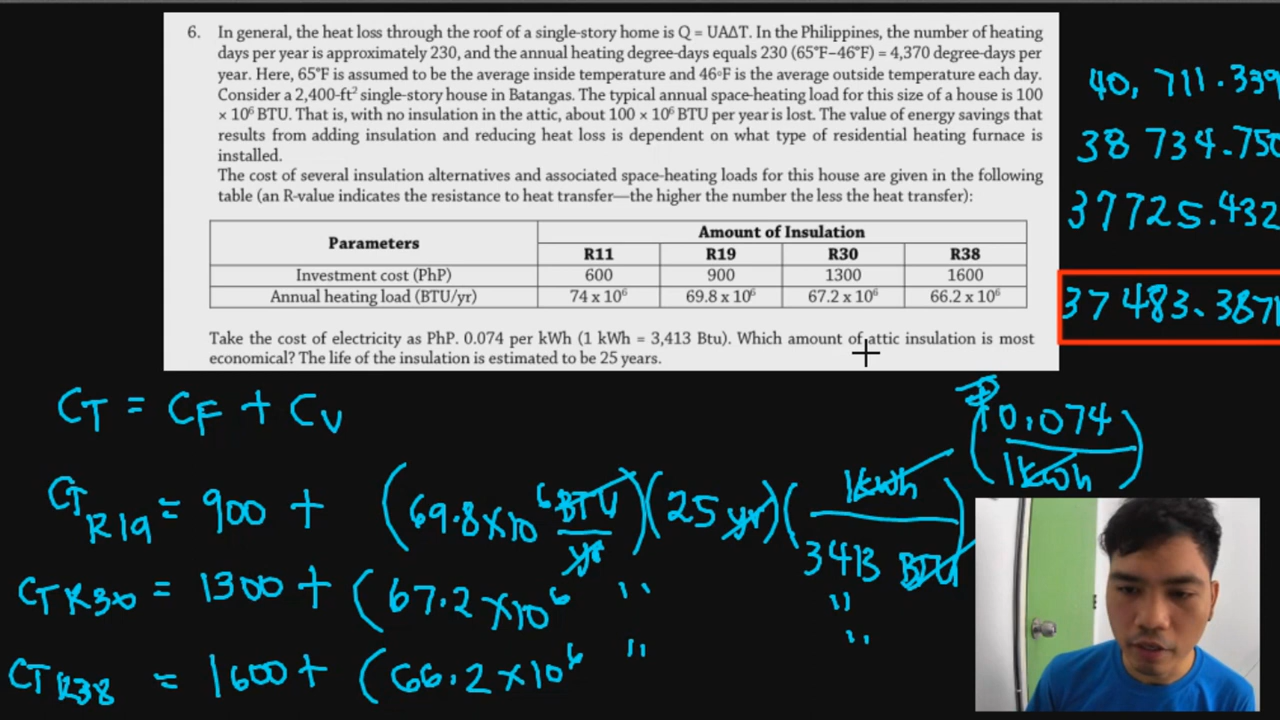 6. In general, the heat loss through the roof of a single-story home is Q = UAΔT. In the Philippines, the number of heating
days per year is approximately 230, and the annual heating degree-days equals 230 (65°F−46°F) = 4,370 degree-days per
year. Here, 65°F is assumed to be the average inside temperature and 46◦F is the average outside temperature each day.
Consider a 2,400-ft² single-story house in Batangas. The typical annual space-heating load for this size of a house is 100
× 10⁶ BTU. That is, with no insulation in the attic, about 100 × 10⁶ BTU per year is lost. The value of energy savings that
results from adding insulation and reducing heat loss is dependent on what type of residential heating furnace is
installed.
The cost of several insulation alternatives and associated space-heating loads for this house are given in the following
table (an R-value indicates the resistance to heat transfer—the higher the number the less the heat transfer):
Parameters Amount of Insulation
R11 R19 R30 R38
Investment cost (PhP) 600 900 1300 1600
Annual heating load (BTU/yr) 74 x 10⁶ 69.8 x 10⁶ 67.2 x 10⁶ 66.2 x 10⁶
Take the cost of electricity as PhP. 0.074 per kWh (1 kWh = 3,413 Btu). Which amount of attic insulation is most
economical? The life of the insulation is estimated to be 25 years.
40, 711.339
38 734.750
37725.432
37483.387
CT = CF + CV
CT R19 = 900 + (69.8×10⁶ BTU/yr)(25 yr)(1kWh/3413 BTU)(₱0.074/1kWh)
CT R30 = 1300 + (67.2×10⁶ " "
CT R38 = 1600 + (66.2×10⁶ " "